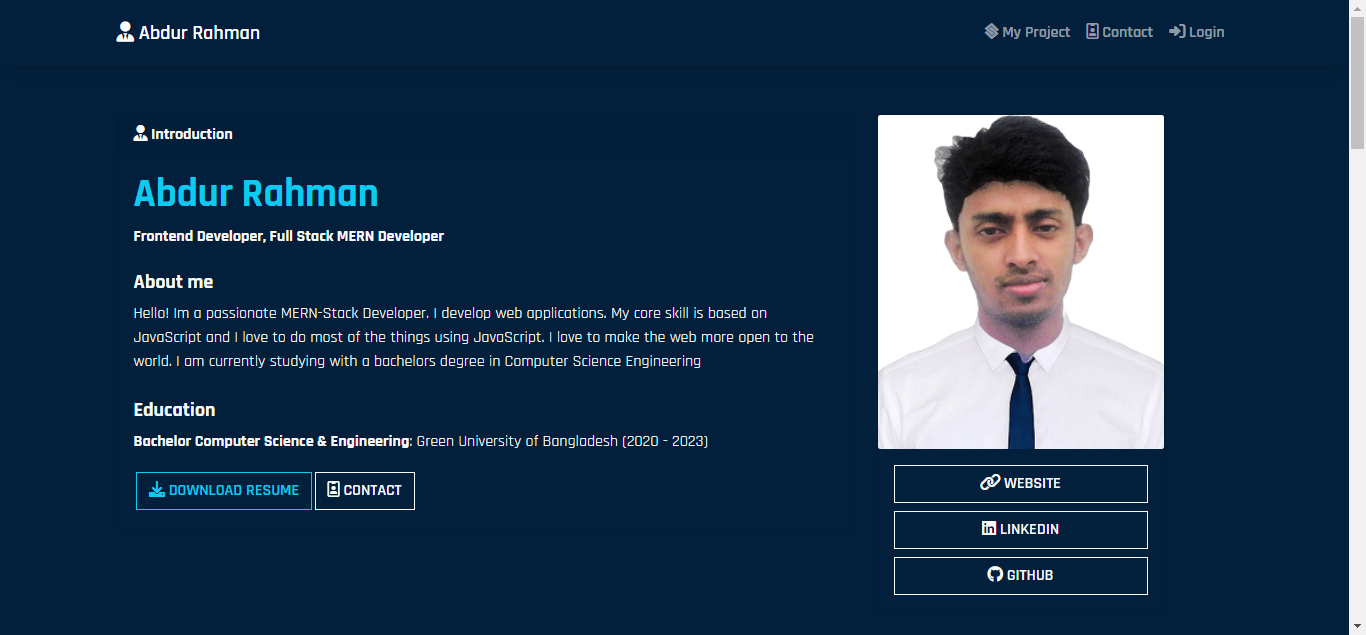 Abdur Rahman
My Project Contact Login
Introduction
Abdur Rahman
Frontend Developer, Full Stack MERN Developer
About me
Hello! Im a passionate MERN-Stack Developer. I develop web applications. My core skill is based on
JavaScript and I love to do most of the things using JavaScript. I love to make the web more open to the
world. I am currently studying with a bachelors degree in Computer Science Engineering
Education
Bachelor Computer Science & Engineering: Green University of Bangladesh (2020 - 2023)
DOWNLOAD RESUME CONTACT
WEBSITE
LINKEDIN
GITHUB